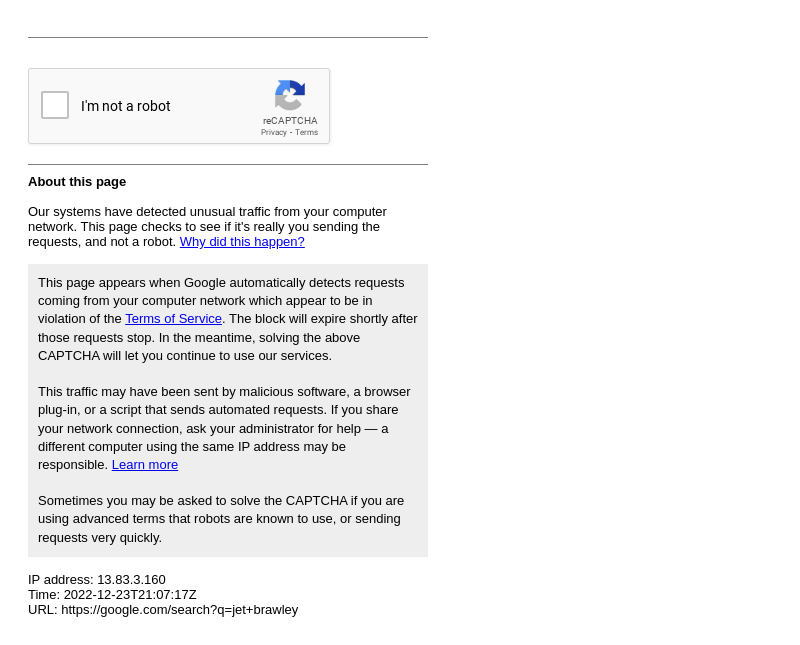 I'm not a robot
reCAPTCHA
Privacy - Terms
About this page
Our systems have detected unusual traffic from your computer
network. This page checks to see if it's really you sending the
requests, and not a robot. Why did this happen?
This page appears when Google automatically detects requests
coming from your computer network which appear to be in
violation of the Terms of Service. The block will expire shortly after
those requests stop. In the meantime, solving the above
CAPTCHA will let you continue to use our services.
This traffic may have been sent by malicious software, a browser
plug-in, or a script that sends automated requests. If you share
your network connection, ask your administrator for help — a
different computer using the same IP address may be
responsible. Learn more
Sometimes you may be asked to solve the CAPTCHA if you are
using advanced terms that robots are known to use, or sending
requests very quickly.
IP address: 13.83.3.160
Time: 2022-12-23T21:07:17Z
URL: https://google.com/search?q=jet+brawley